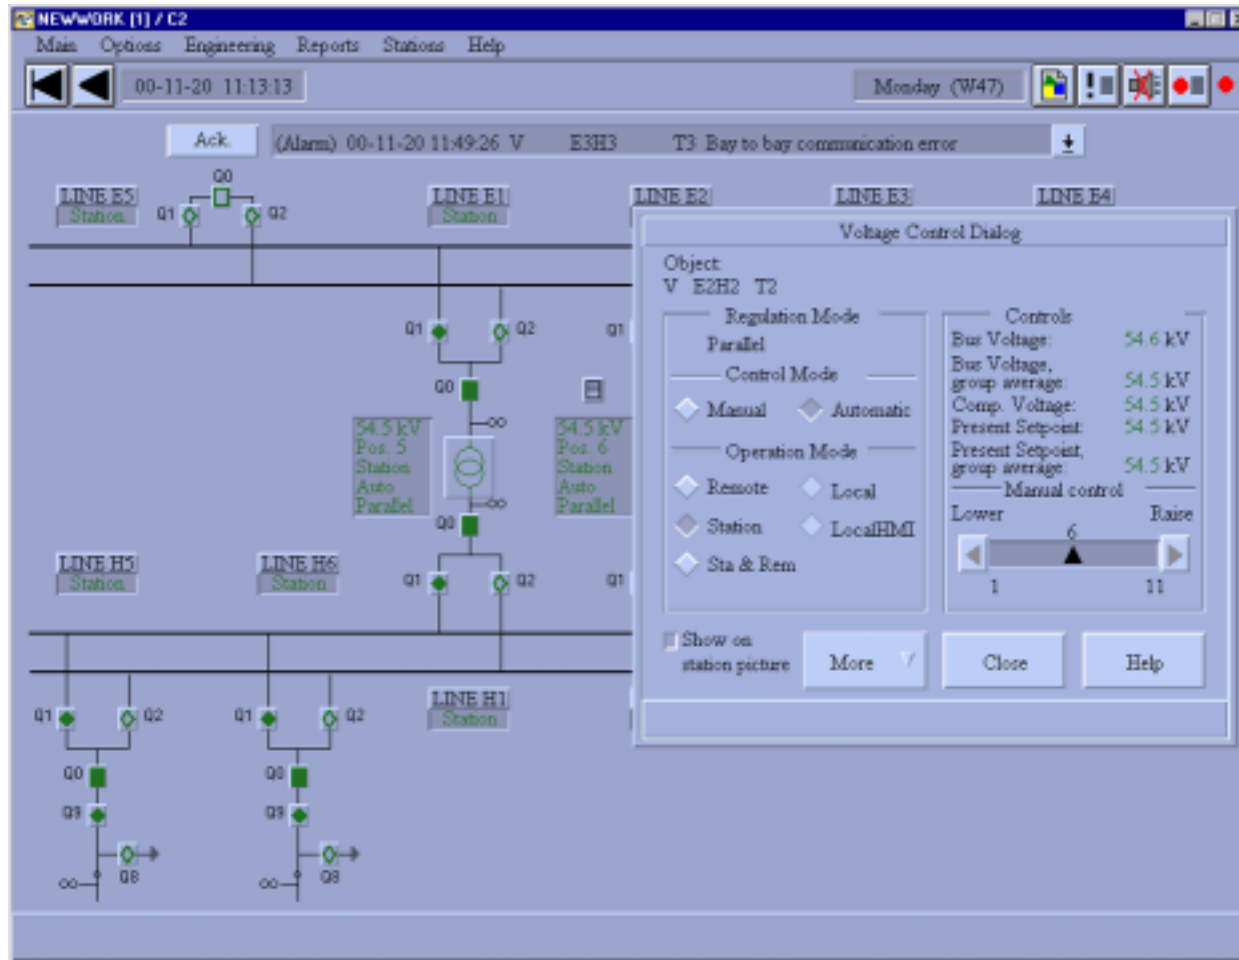 NEWWORK [1] / C2
Main Options Engineering Reports Stations Help
00-11-20 11:13:13 Monday (W47)
Ack. (Alarm) 00-11-20 11:49:26 V E3H3 T3 Bay to bay communication error
Q0
LINE E5 LINE E1 LINE E2 LINE E3 LINE E4
Station Q1 Q2 Station
Voltage Control Dialog
Object:
V E2H2 T2
Regulation Mode Controls
Parallel
Bus Voltage: 54.6 kV
Bus Voltage,
group average: 54.5 kV
Comp. Voltage: 54.5 kV
Present Setpoint: 54.5 kV
Present Setpoint,
group average: 54.5 kV
Control Mode
Manual Automatic
Operation Mode
Remote Local
Station LocalHMI
Sta & Rem
Manual control
Lower Raise
6
1 11
Show on
station picture
More Close Help
Q1 Q2 Q1
Q0
54.5 kV
Pos. 5
Station
Auto
Parallel
54.5 kV
Pos. 6
Station
Auto
Parallel
Q0
LINE H5 LINE H6
Station Station
Q1 Q2 Q1
LINE H1
Station
Q1 Q2 Q1 Q2
Q0 Q0
Q9 Q9
Q8 Q8